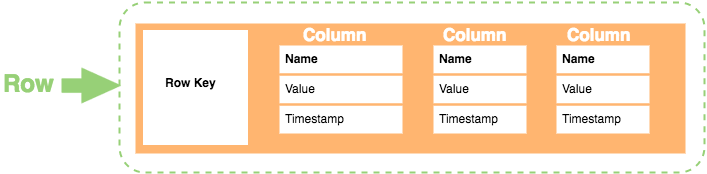 Column Column Column
Name Name Name
Row Row Key Value Value Value
Timestamp Timestamp Timestamp